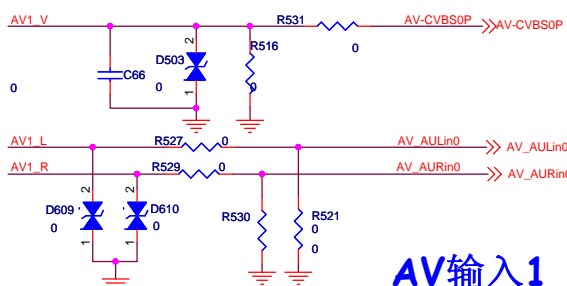 AV1_V
R531
AV-CVBS0P
AV-CVBS0P
0
2
D503
R516
C66
0
0
0
1
AV1_L
R527
0
AV_AULin0
AV_AULin0
AV1_R
R529
0
AV_AURin0
AV_AURin0
2
2
D609
D610
R530
R521
0
0
0
0
1
1
AV输入1